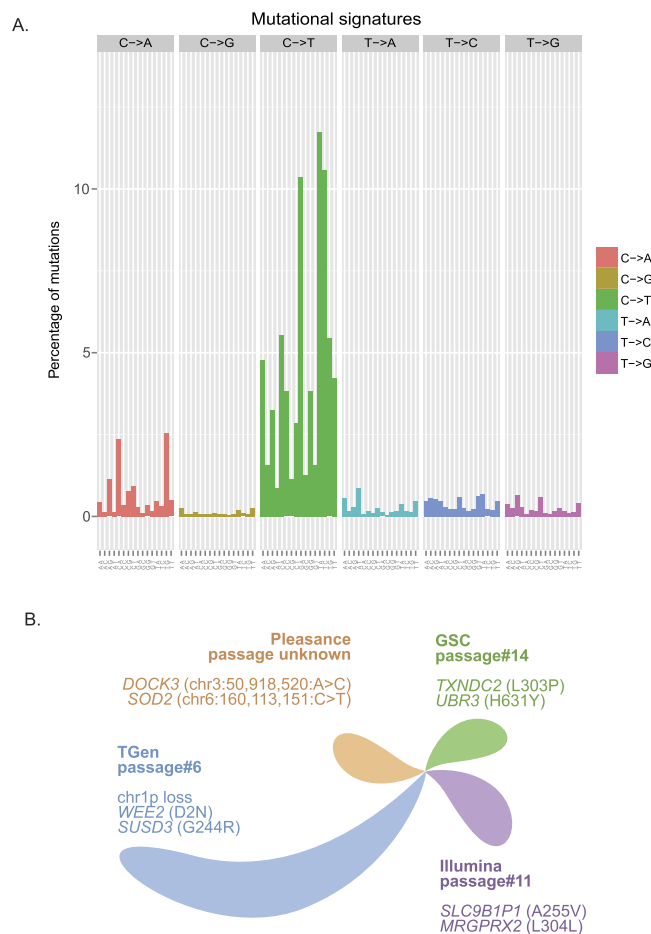 A.
Mutational signatures
C->A C->G C->T T->A T->C T->G
Percentage of mutations
10
5
0
C->A
C->G
C->T
T->A
T->C
T->G
B.
Pleasance
passage unknown
DOCK3 (chr3:50,918,520:A>C)
SOD2 (chr6:160,113,151:C>T)
GSC
passage#14
TXNDC2 (L303P)
UBR3 (H631Y)
TGen
passage#6
chr1p loss
WEE2 (D2N)
SUSD3 (G244R)
Illumina
passage#11
SLC9B1P1 (A255V)
MRGPRX2 (L304L)